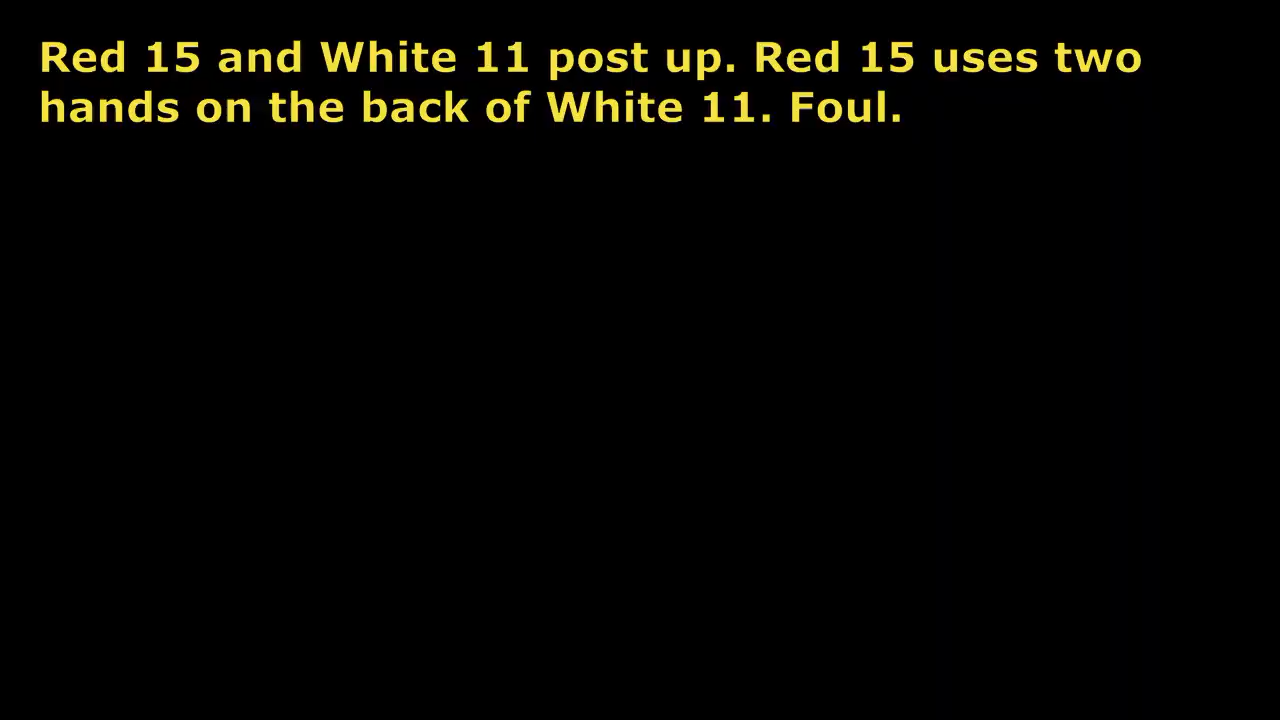 Red 15 and White 11 post up. Red 15 uses two
hands on the back of White 11. Foul.